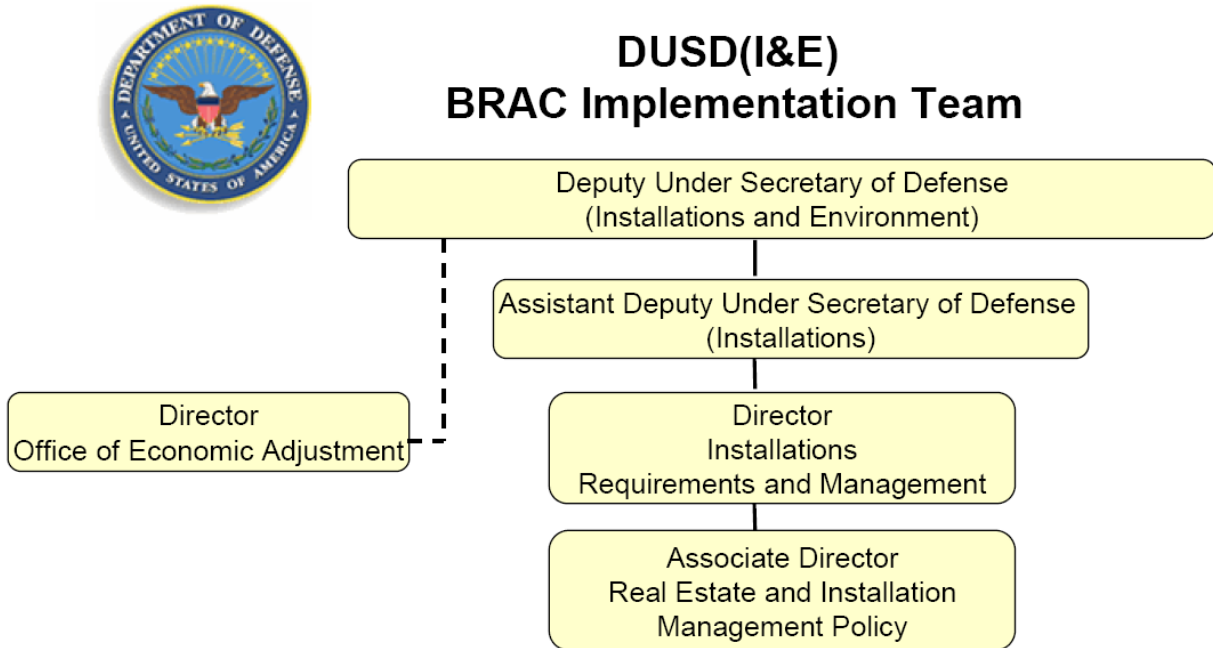 DEPARTMENT OF DEFENSE
UNITED STATES OF AMERICA
DUSD(I&E)
BRAC Implementation Team
Deputy Under Secretary of Defense
(Installations and Environment)
Assistant Deputy Under Secretary of Defense
(Installations)
Director
Office of Economic Adjustment
Director
Installations
Requirements and Management
Associate Director
Real Estate and Installation
Management Policy